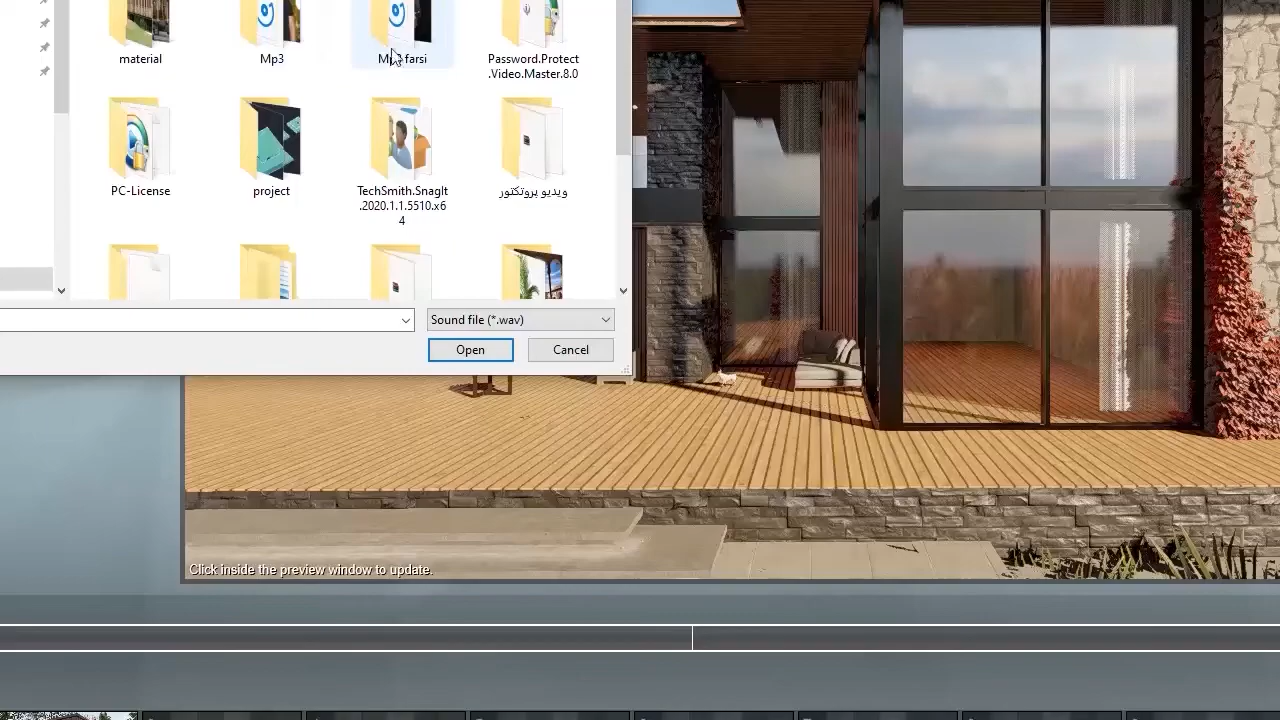 material
Mp3
Mp3 farsi
Password.Protect
.Video.Master.8.0
PC-License
project
TechSmith.SnagIt
.2020.1.1.5510.x6
4
ویدیو پروتکتور
Sound file (*.wav)
Open
Cancel
Click inside the preview window to update.